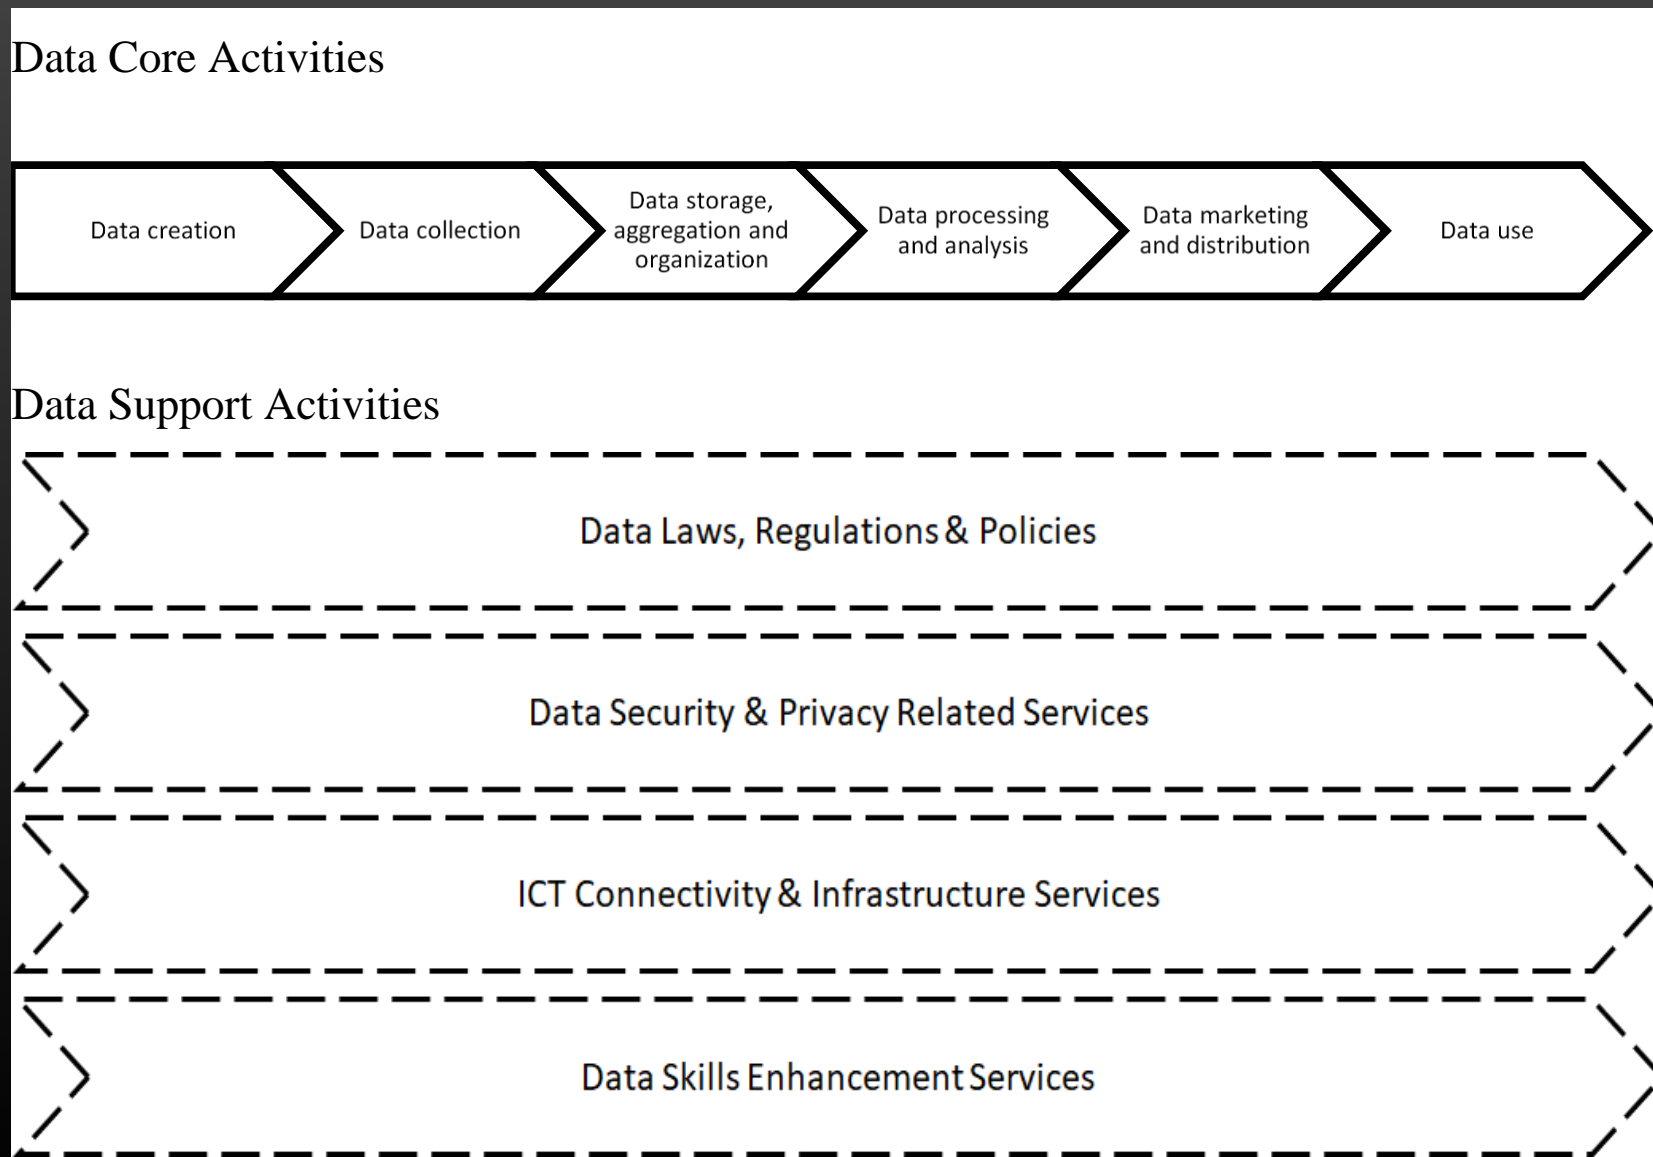 Data Core Activities
Data creation
Data collection
Data storage,
aggregation and
organization
Data processing
and analysis
Data marketing
and distribution
Data use
Data Support Activities
Data Laws, Regulations & Policies
Data Security & Privacy Related Services
ICT Connectivity & Infrastructure Services
Data Skills Enhancement Services